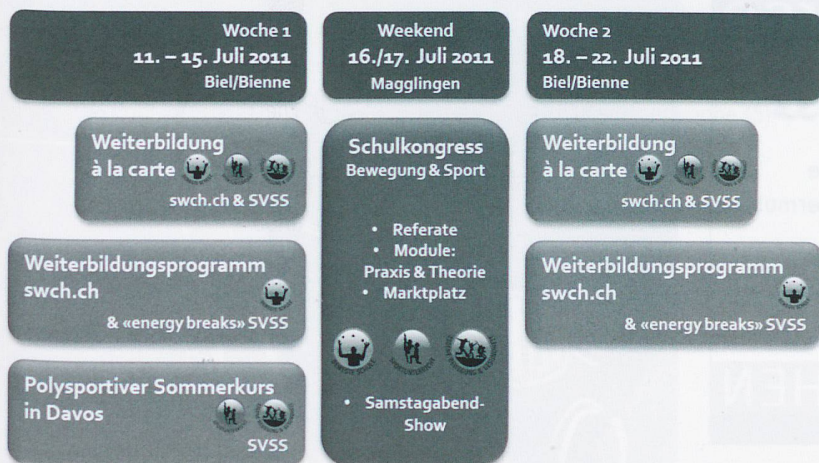 Woche 1
11. – 15. Juli 2011
Biel/Bienne
Weekend
16./17. Juli 2011
Magglingen
Woche 2
18. – 22. Juli 2011
Biel/Bienne
Weiterbildung
à la carte
swch.ch & SVSS
Weiterbildungsprogramm
swch.ch
& «energy breaks» SVSS
Polysportiver Sommerkurs
in Davos
SVSS
Schulkongress
Bewegung & Sport
• Referate
• Module:
Praxis & Theorie
• Marktplatz
• Samstagabend-
Show
Weiterbildung
à la carte
swch.ch & SVSS
Weiterbildungsprogramm
swch.ch
& «energy breaks» SVSS
HEN